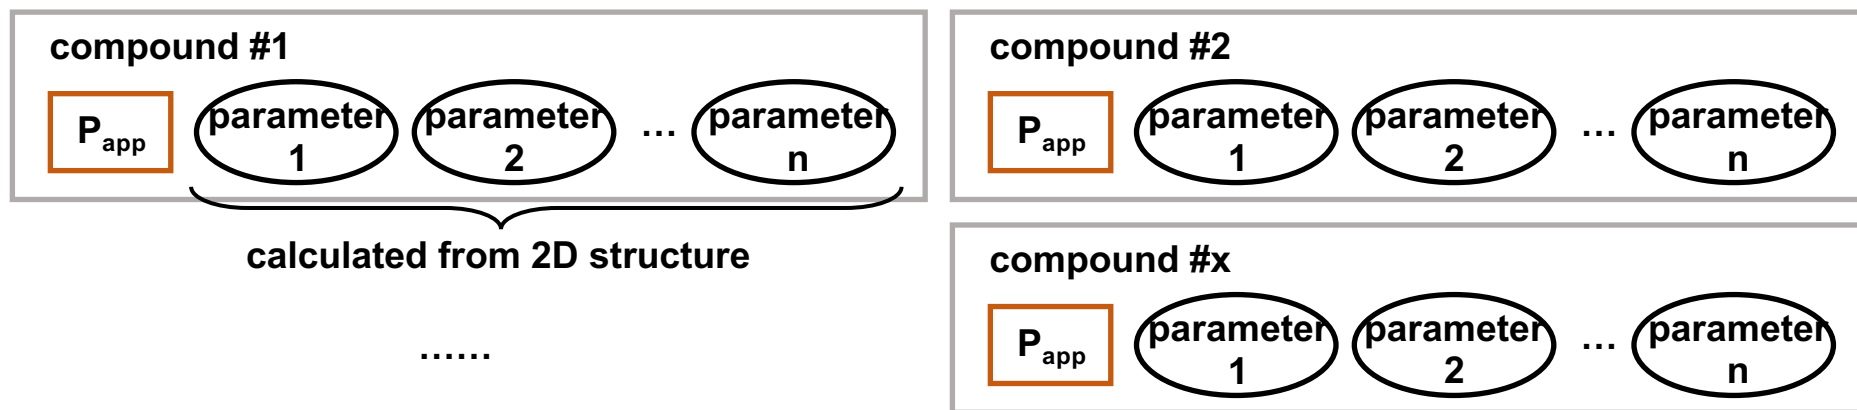 compound #1
Papp parameter 1 parameter 2 ... parameter n
calculated from 2D structure
......
compound #2
Papp parameter 1 parameter 2 ... parameter n
compound #x
Papp parameter 1 parameter 2 ... parameter n